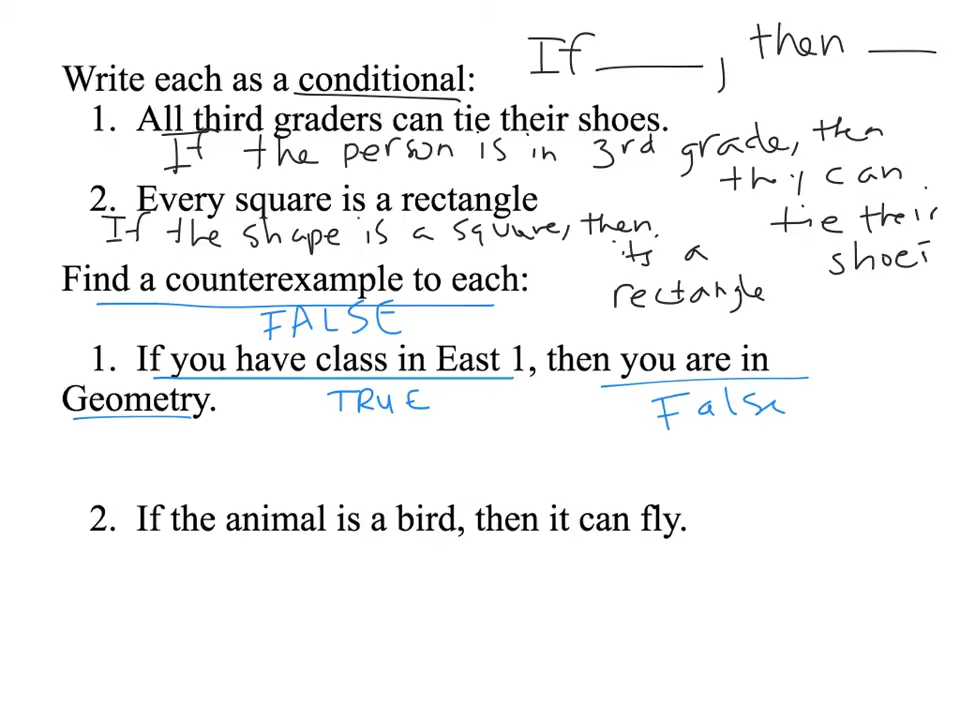 If ____, then ____
Write each as a conditional:
1. All third graders can tie their shoes.
If the person is in 3rd grade, then
they can
tie their
shoes
2. Every square is a rectangle
If the shape is a square, then
its a
rectangle
Find a counterexample to each:
FALSE
1. If you have class in East 1, then you are in
Geometry.
TRUE
False
2. If the animal is a bird, then it can fly.